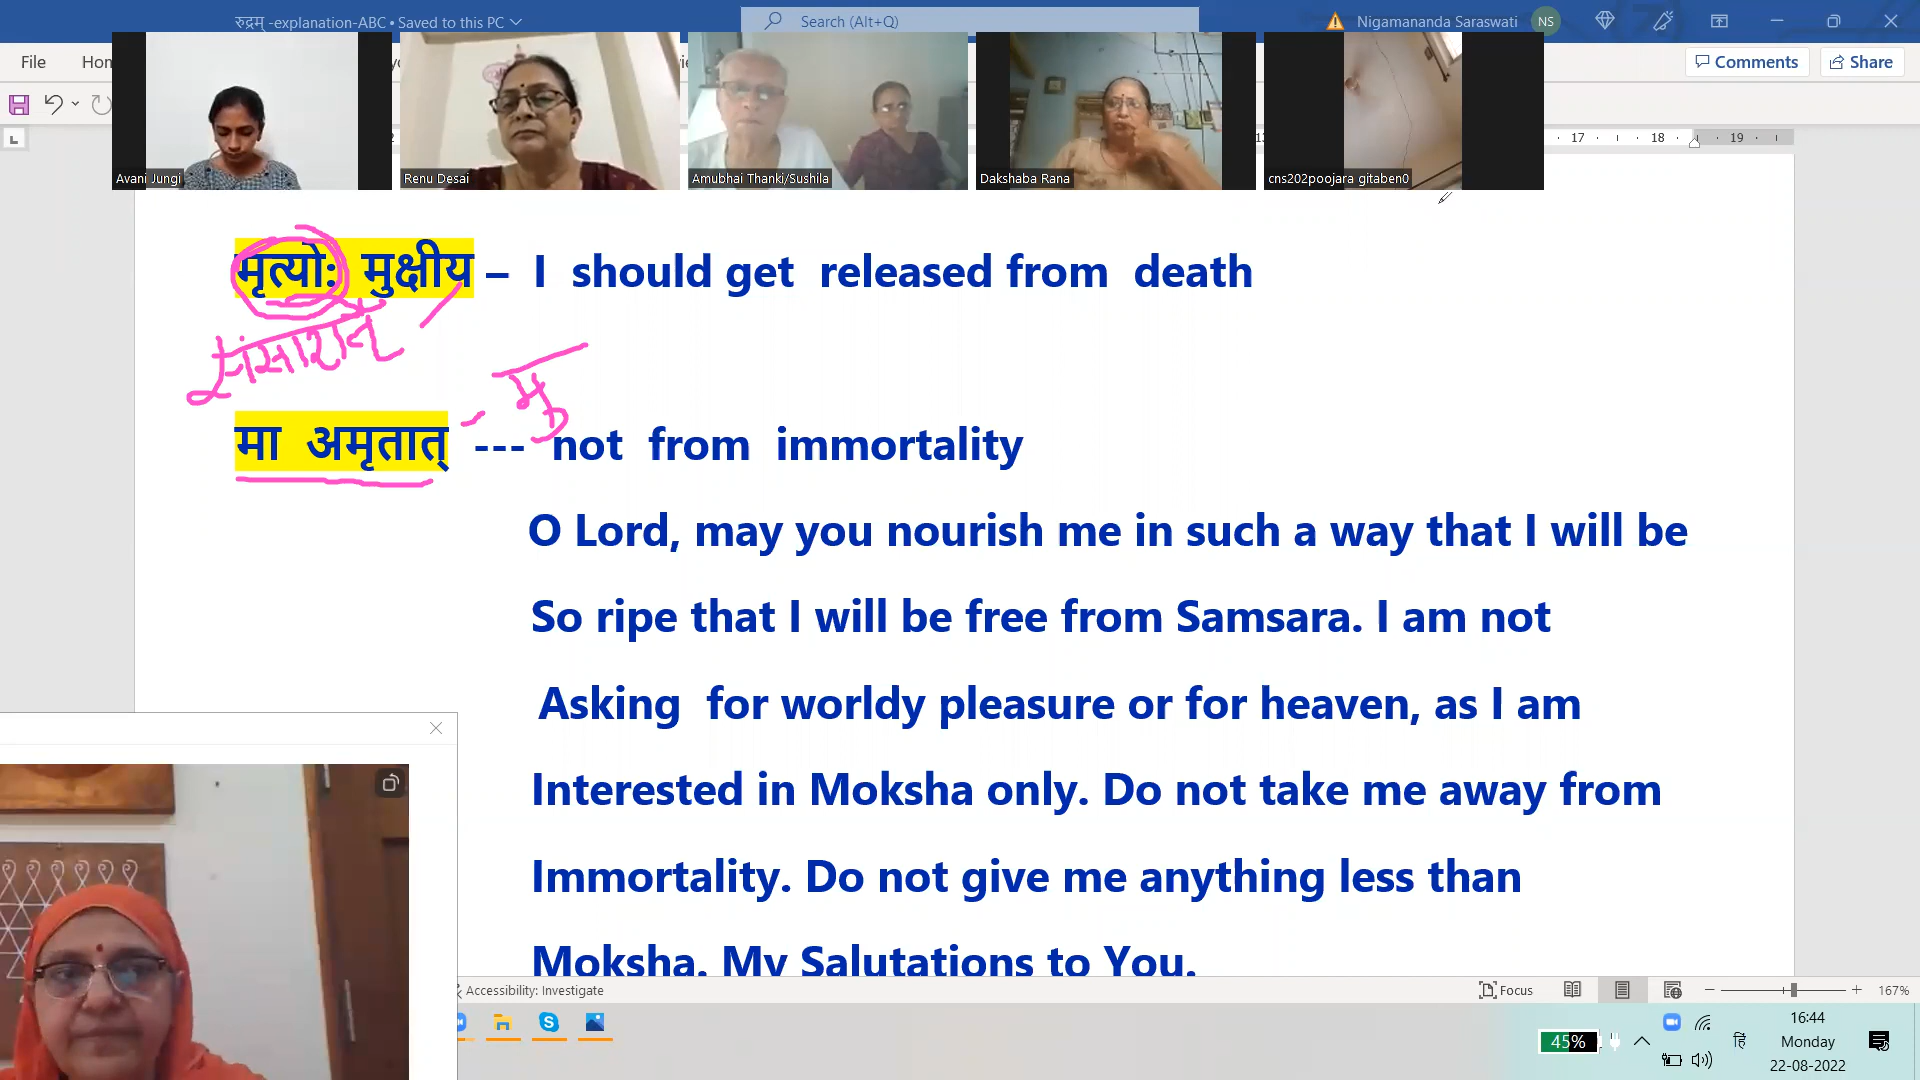 रुद्रम् -explanation-ABC • Saved to this PC
Search (Alt+Q)
Nigamananda Saraswati
NS
File
Hom
Comments
Share
17
18
19
Avani Jungi
Renu Desai
Amubhai Thanki/Sushila
Dakshaba Rana
cns202poojara gitaben0
मृत्योः मुक्षीय – I should get released from death
संसारात्
मा अमृतात् --- not from immortality
O Lord, may you nourish me in such a way that I will be
So ripe that I will be free from Samsara. I am not
Asking for worldy pleasure or for heaven, as I am
Interested in Moksha only. Do not take me away from
Immortality. Do not give me anything less than
Moksha. My Salutations to You.
Accessibility: Investigate
Focus
167%
45%
हि
16:44
Monday
22-08-2022